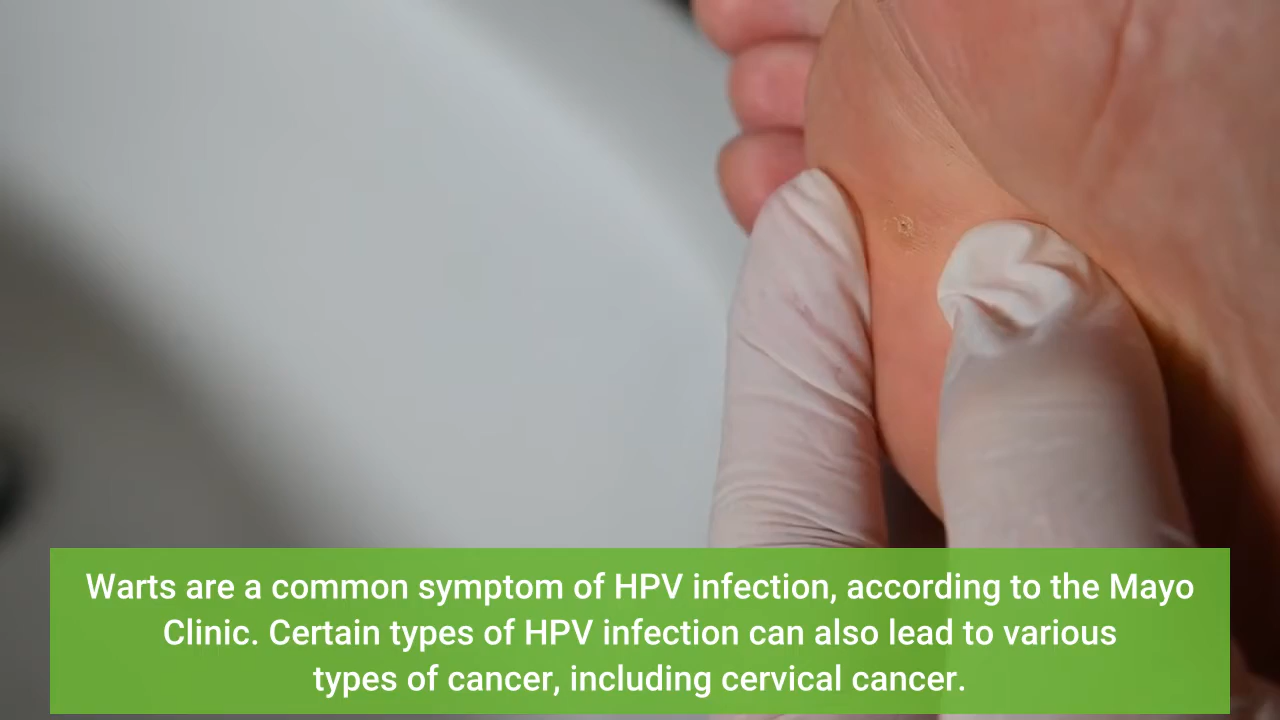 Warts are a common symptom of HPV infection, according to the Mayo
Clinic. Certain types of HPV infection can also lead to various
types of cancer, including cervical cancer.